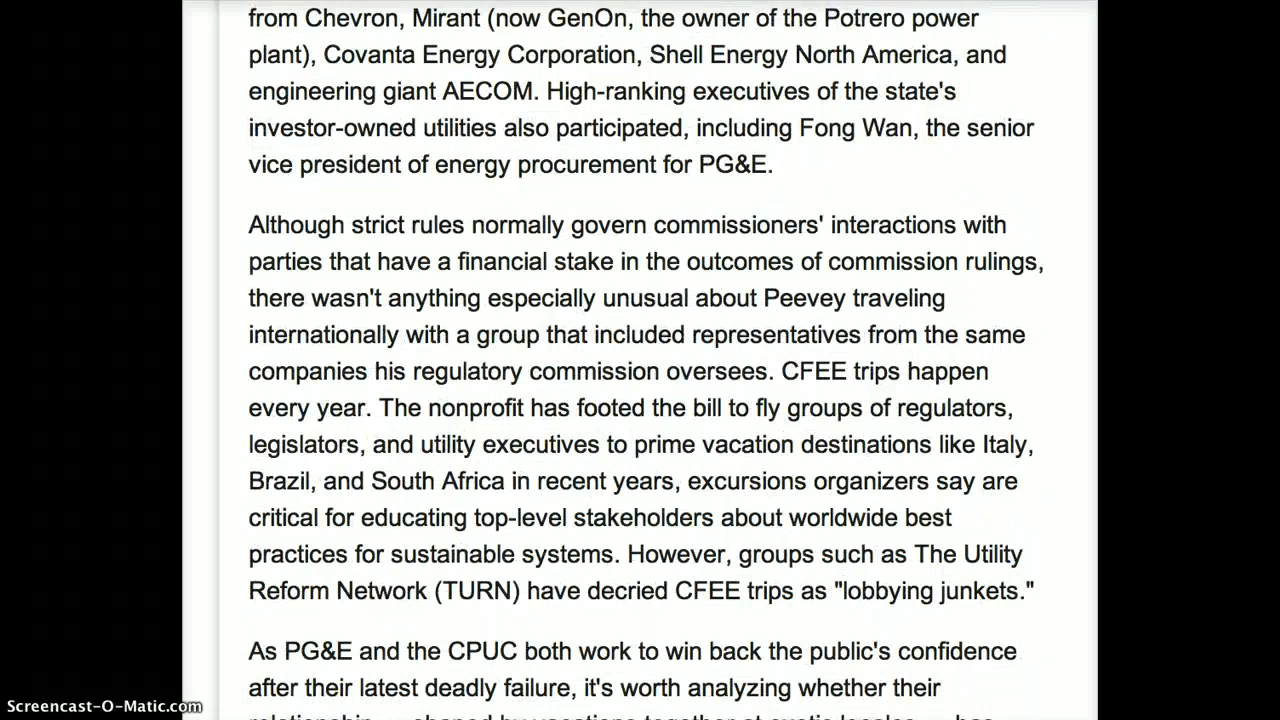 from Chevron, Mirant (now GenOn, the owner of the Potrero power
plant), Covanta Energy Corporation, Shell Energy North America, and
engineering giant AECOM. High-ranking executives of the state's
investor-owned utilities also participated, including Fong Wan, the senior
vice president of energy procurement for PG&E.
Although strict rules normally govern commissioners' interactions with
parties that have a financial stake in the outcomes of commission rulings,
there wasn't anything especially unusual about Peevey traveling
internationally with a group that included representatives from the same
companies his regulatory commission oversees. CFEE trips happen
every year. The nonprofit has footed the bill to fly groups of regulators,
legislators, and utility executives to prime vacation destinations like Italy,
Brazil, and South Africa in recent years, excursions organizers say are
critical for educating top-level stakeholders about worldwide best
practices for sustainable systems. However, groups such as The Utility
Reform Network (TURN) have decried CFEE trips as "lobbying junkets."
As PG&E and the CPUC both work to win back the public's confidence
after their latest deadly failure, it's worth analyzing whether their
Screencast-O-Matic.com